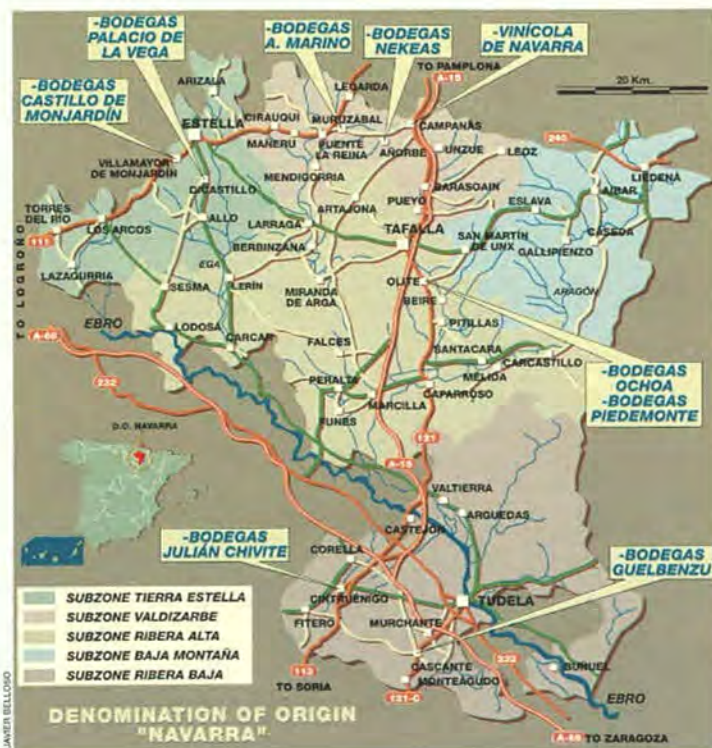 -BODEGAS
PALACIO DE
LA VEGA
-BODEGAS
A. MARINO
-BODEGAS
NEKEAS
-VINÍCOLA
DE NAVARRA
-BODEGAS
CASTILLO DE
MONJARDÍN
TO PAMPLONA
A-15
20 Km.
ARIZALA
LEGARDA
ESTELLA
CIRAUQUI
MURUZÁBAL
CAMPANAS
240
MAÑERU
PUENTE
LA REINA
AÑORBE
UNZUE
LEOZ
LIEDENA
VILLAMAYOR
DE MONJARDÍN
MENDIGORRIA
BARASOAIN
AIBAR
DICASTILLO
ARTAJONA
PUEYO
ESLAVA
TORRES
DEL RÍO
LOS ARCOS
ALLO
LARRAGA
TAFALLA
SAN MARTÍN
DE UNX
GALLIPIENZO
CASEDA
111
BERBINZANA
LAZAGURRIA
EGA
SESMA
LERÍN
MIRANDA
DE ARGA
OLITE
BEIRE
ARAGÓN
TO LOGROÑO
EBRO
PITILLAS
A-68
LODOSA
CARCAR
FALCES
SANTACARA
CARCASTILLO
232
PERALTA
MELIDA
CAPARROSO
-BODEGAS
OCHOA
-BODEGAS
PIEDEMONTE
MARCILLA
FUNES
121
D.O. NAVARRA
A-15
VALTIERRA
ARGUEDAS
CASTEJÓN
-BODEGAS
JULIÁN CHIVITE
CORELLA
-BODEGAS
GUELBENZU
CINTRUENIGO
TUDELA
FITERO
MURCHANTE
SUBZONE TIERRA ESTELLA
SUBZONE VALDIZARBE
SUBZONE RIBERA ALTA
SUBZONE BAJA MONTAÑA
SUBZONE RIBERA BAJA
113
TO SORIA
CASCANTE
MONTEAGUDO
121-C
232
BUÑUEL
EBRO
DENOMINATION OF ORIGIN
"NAVARRA"
A-68
TO ZARAGOZA
JAVIER BELLOSO